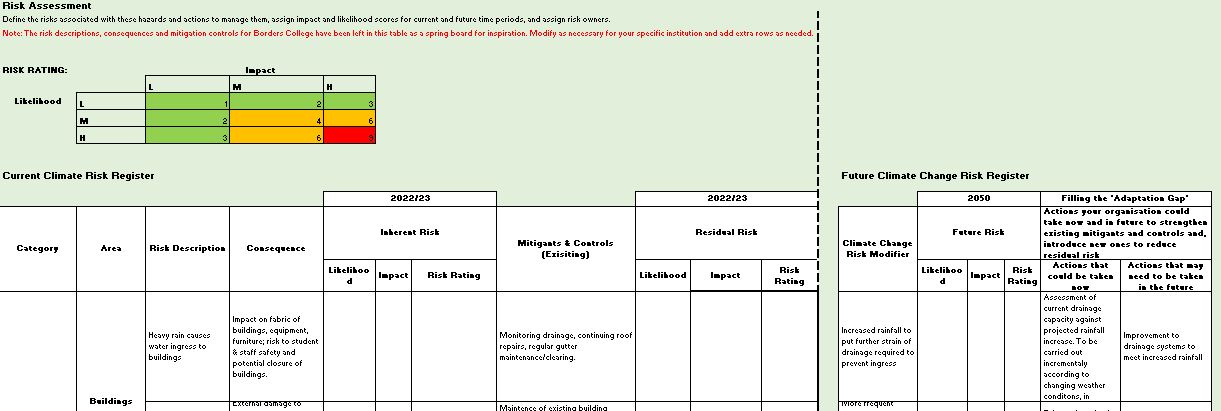 Risk Assessment
Define the risks associated with these hazards and actions to manage them, assign impact and likelihood scores for current and future time periods, and assign risk owners.
Note: The risk descriptions, consequences and mitigation controls for Borders College have been left in this table as a spring board for inspiration. Modify as necessary for your specific institution and add extra rows as needed.
RISK RATING:
Impact
L M H
Likelihood
L 1 2 3
M 2 4 6
H 3 6 9
Current Climate Risk Register
Future Climate Change Risk Register
2022/23
2022/23
2050
Filling the 'Adaptation Gap'
Category
Area
Risk Description
Consequence
Inherent Risk
Likelihoo
d
Impact
Risk Rating
Mitigants & Controls
(Exisiting)
Residual Risk
Likelihood
Impact
Risk
Rating
Climate Change
Risk Modifier
Future Risk
Likelihoo
d
Impact
Risk
Rating
Actions your organisation could
take now and in future to strengthen
existing mitigants and controls and,
introduce new ones to reduce
residual risk
Actions that
could be taken
now
Actions that may
need to be taken
in the future
Buildings
Heavy rain causes
water ingress to
buildings
Impact on fabric of
buildings, equipment,
furniture; risk to student
& staff safety and
potential closure of
buildings.
Monitoring drainage, continuing roof
repairs, regular gutter
maintenance/clearing.
Increased rainfall to
put further strain of
drainage required to
prevent ingress
Assessment of
current drainage
capacity against
projected rainfall
increase. To be
carried out
incrementaly
according to
changing weather
conditons, in
Improvement to
drainage systems to
meet increased rainfall
External damage to
Maintence of existing building
More frequent